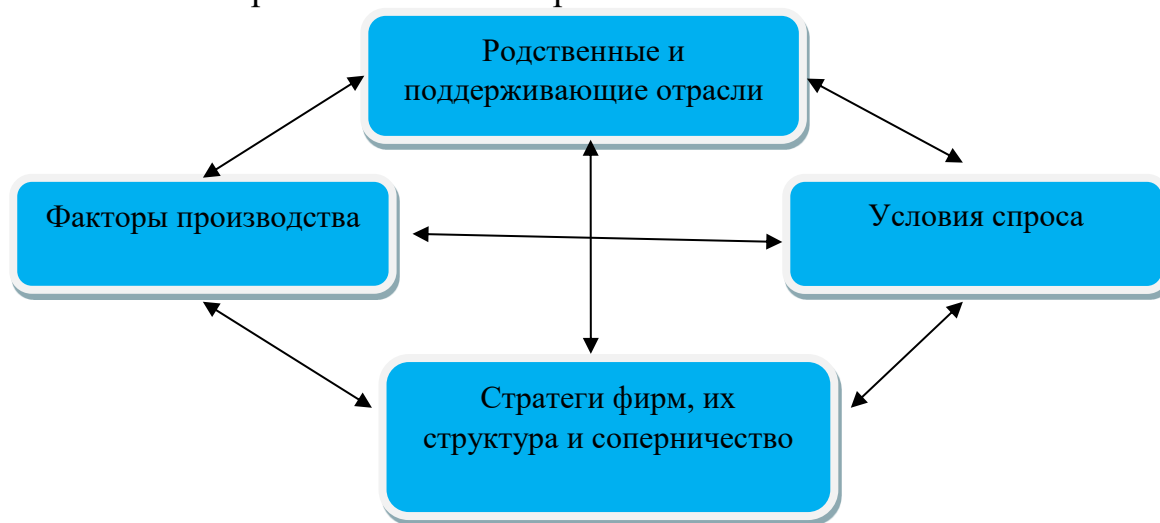 Родственные и
поддерживающие отрасли
Факторы производства
Условия спроса
Стратеги фирм, их
структура и соперничество